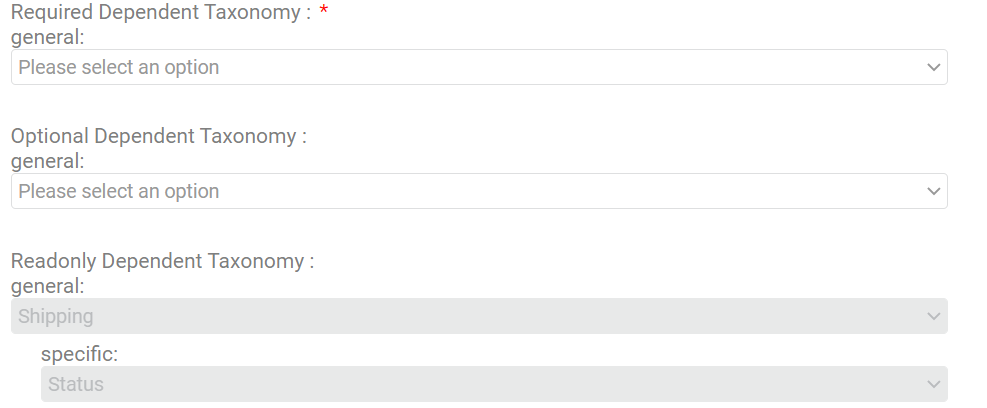 Required Dependent Taxonomy : *
general:
Please select an option
Optional Dependent Taxonomy :
general:
Please select an option
Readonly Dependent Taxonomy :
general:
Shipping
specific:
Status